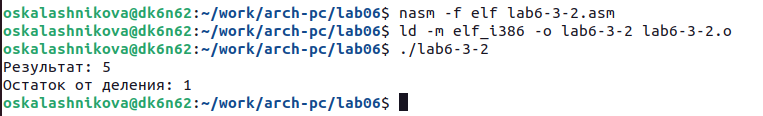 oskalashnikova@dk6n62:~/work/arch-pc/lab06$ nasm -f elf lab6-3-2.asm
oskalashnikova@dk6n62:~/work/arch-pc/lab06$ ld -m elf_i386 -o lab6-3-2 lab6-3-2.o
oskalashnikova@dk6n62:~/work/arch-pc/lab06$ ./lab6-3-2
Результат: 5
Остаток от деления: 1
oskalashnikova@dk6n62:~/work/arch-pc/lab06$